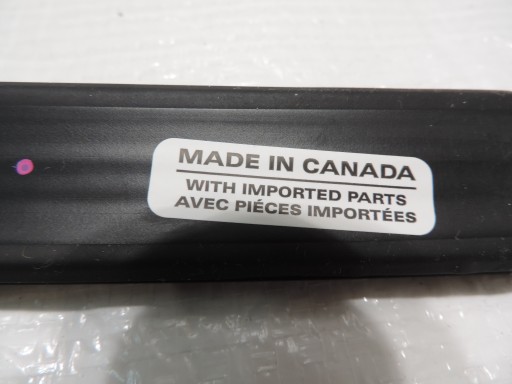 MADE IN CANADA
WITH IMPORTED PARTS
AVEC PIÉCES IMPORTÉES